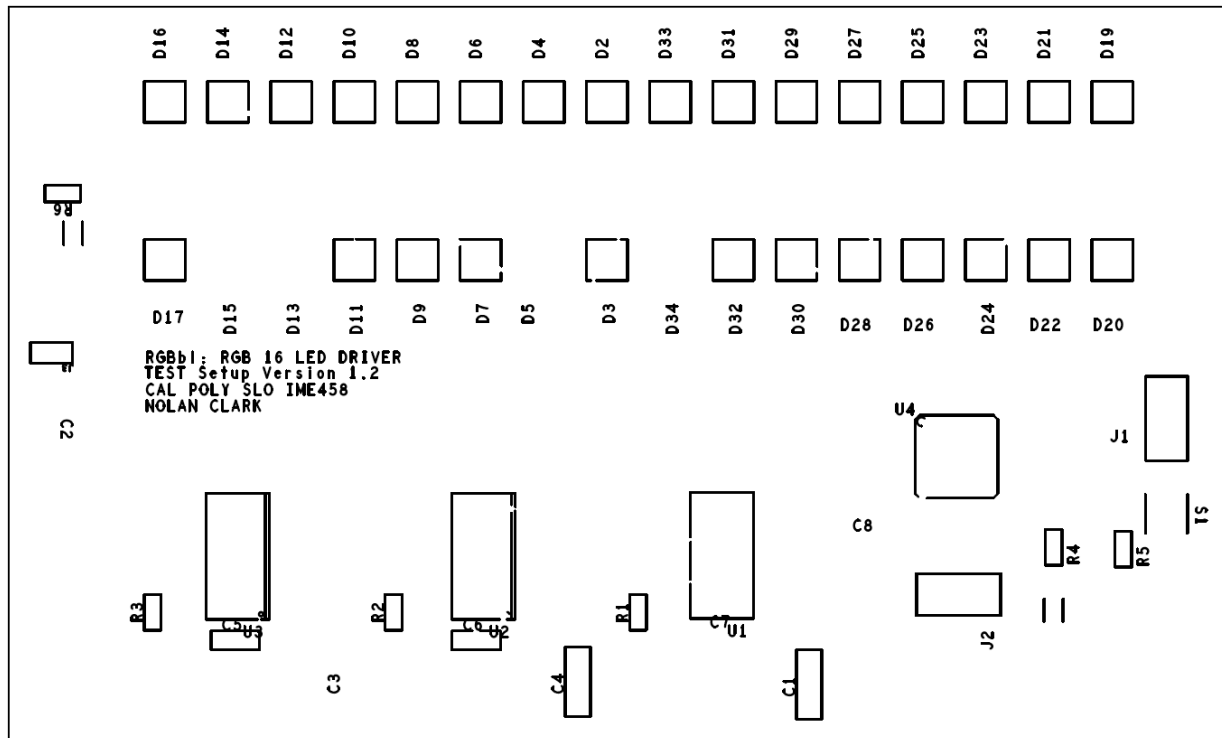 D16 D14 D12 D10 D8 D6 D4 D2 D33 D31 D29 D27 D25 D23 D21 D19
R6
D17 D15 D13 D11 D9 D7 D5 D3 D34 D32 D30 D28 D26 D24 D22 D20
RGBbl: RGB 16 LED DRIVER
TEST Setup Version 1.2
CAL POLY SLO IME458
NOLAN CLARK
C2
U4
J1
C8
S1
R4
R5
R3
R2
R1
C5
U3
C6
U2
C7
U1
J2
C3
C4
C1